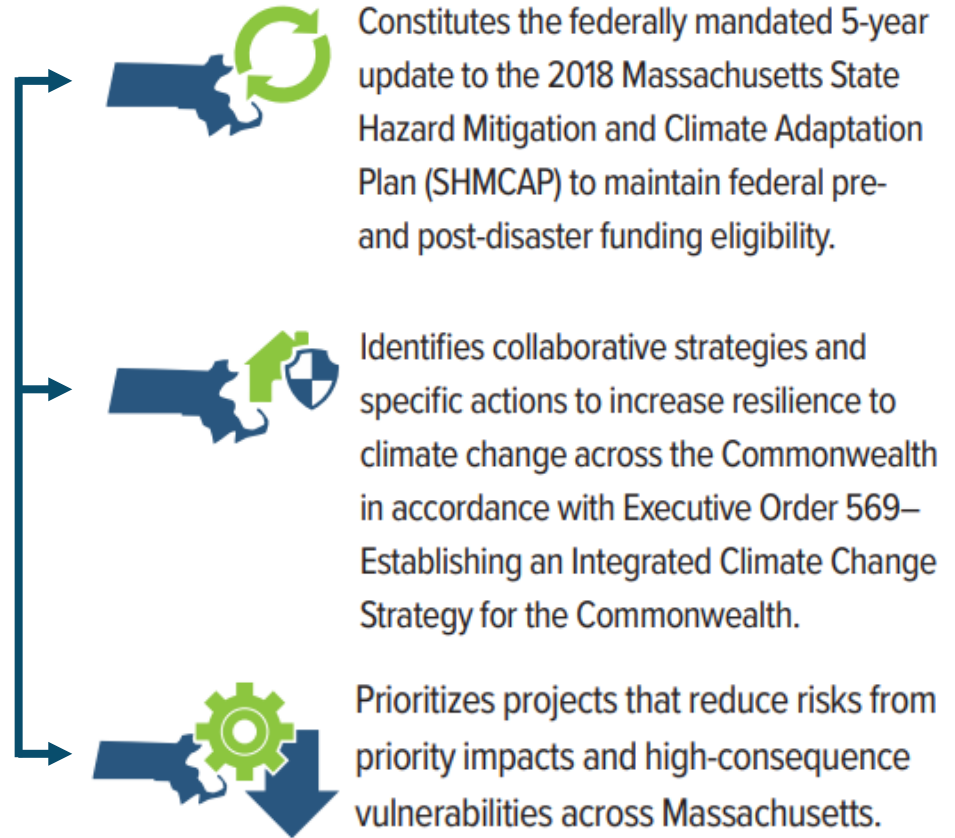 Constitutes the federally mandated 5-year
update to the 2018 Massachusetts State
Hazard Mitigation and Climate Adaptation
Plan (SHMCAP) to maintain federal pre-
and post-disaster funding eligibility.
Identifies collaborative strategies and
specific actions to increase resilience to
climate change across the Commonwealth
in accordance with Executive Order 569–
Establishing an Integrated Climate Change
Strategy for the Commonwealth.
Prioritizes projects that reduce risks from
priority impacts and high-consequence
vulnerabilities across Massachusetts.